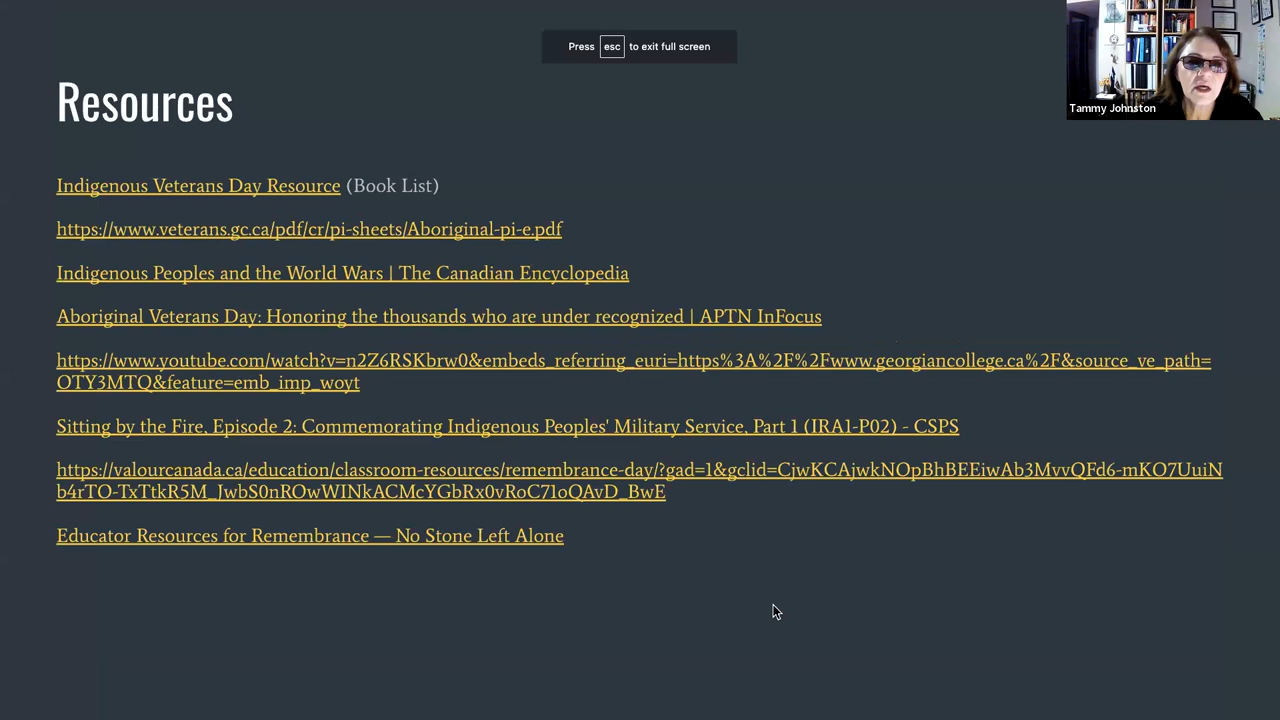 Press esc to exit full screen
Tammy Johnston
Resources
Indigenous Veterans Day Resource (Book List)
https://www.veterans.gc.ca/pdf/cr/pi-sheets/Aboriginal-pi-e.pdf
Indigenous Peoples and the World Wars | The Canadian Encyclopedia
Aboriginal Veterans Day: Honoring the thousands who are under recognized | APTN InFocus
https://www.youtube.com/watch?v=n2Z6RSKbrw0&embeds_referring_euri=https%3A%2F%2Fwww.georgiancollege.ca%2F&source_ve_path=
OTY3MTQ&feature=emb_imp_woyt
Sitting by the Fire, Episode 2: Commemorating Indigenous Peoples' Military Service, Part 1 (IRA1-P02) - CSPS
https://valourcanada.ca/education/classroom-resources/remembrance-day/?gad=1&gclid=CjwKCAjwkNOpBhBEEiwAb3MvvQFd6-mKO7UuiN
b4rTO-TxTtkR5M_JwbS0nROwWINkACMcYGbRx0vRoC71oQAvD_BwE
Educator Resources for Remembrance — No Stone Left Alone